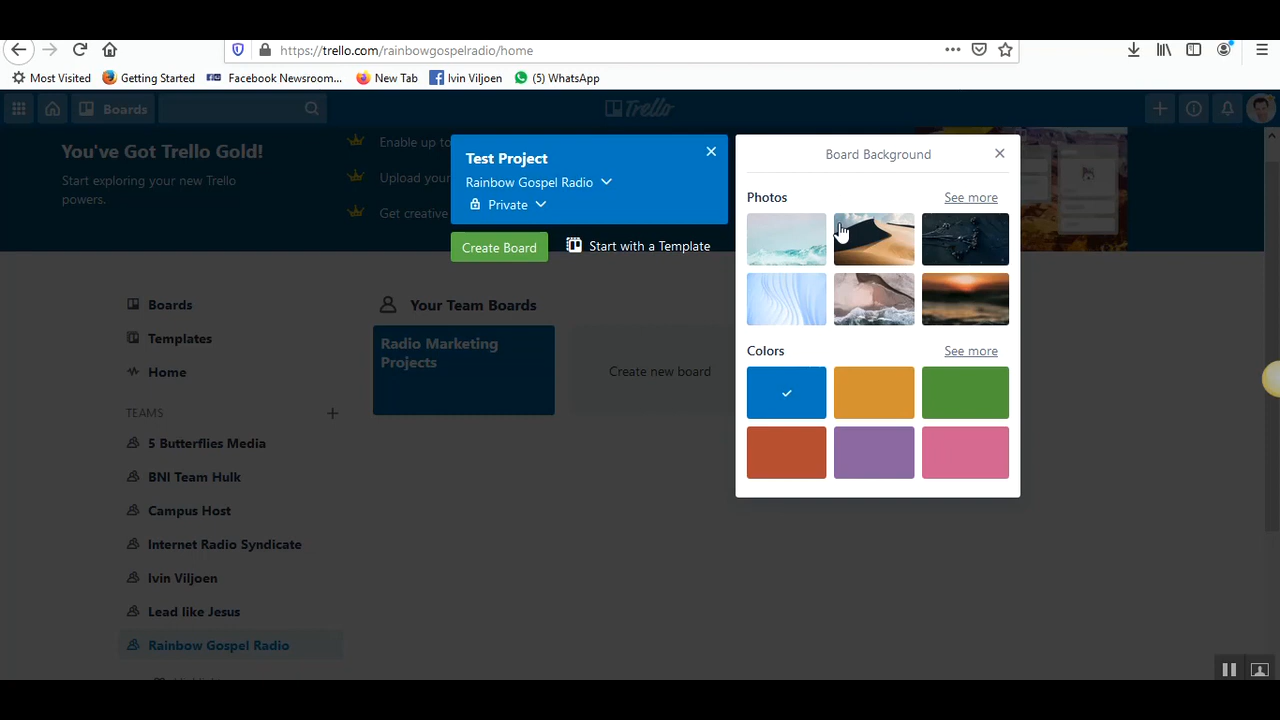 https://trello.com/rainbowgospelradio/home
Most Visited Getting Started Facebook Newsroom... New Tab Ivin Viljoen (5) WhatsApp
Boards
Trello
You've Got Trello Gold!
Start exploring your new Trello
powers.
Enable up to
Upload your
Get creative
Test Project
Rainbow Gospel Radio
Private
Create Board
Start with a Template
Board Background
Photos
See more
Colors
See more
Boards
Templates
Home
TEAMS
5 Butterflies Media
BNI Team Hulk
Campus Host
Internet Radio Syndicate
Ivin Viljoen
Lead like Jesus
Rainbow Gospel Radio
Your Team Boards
Radio Marketing
Projects
Create new board